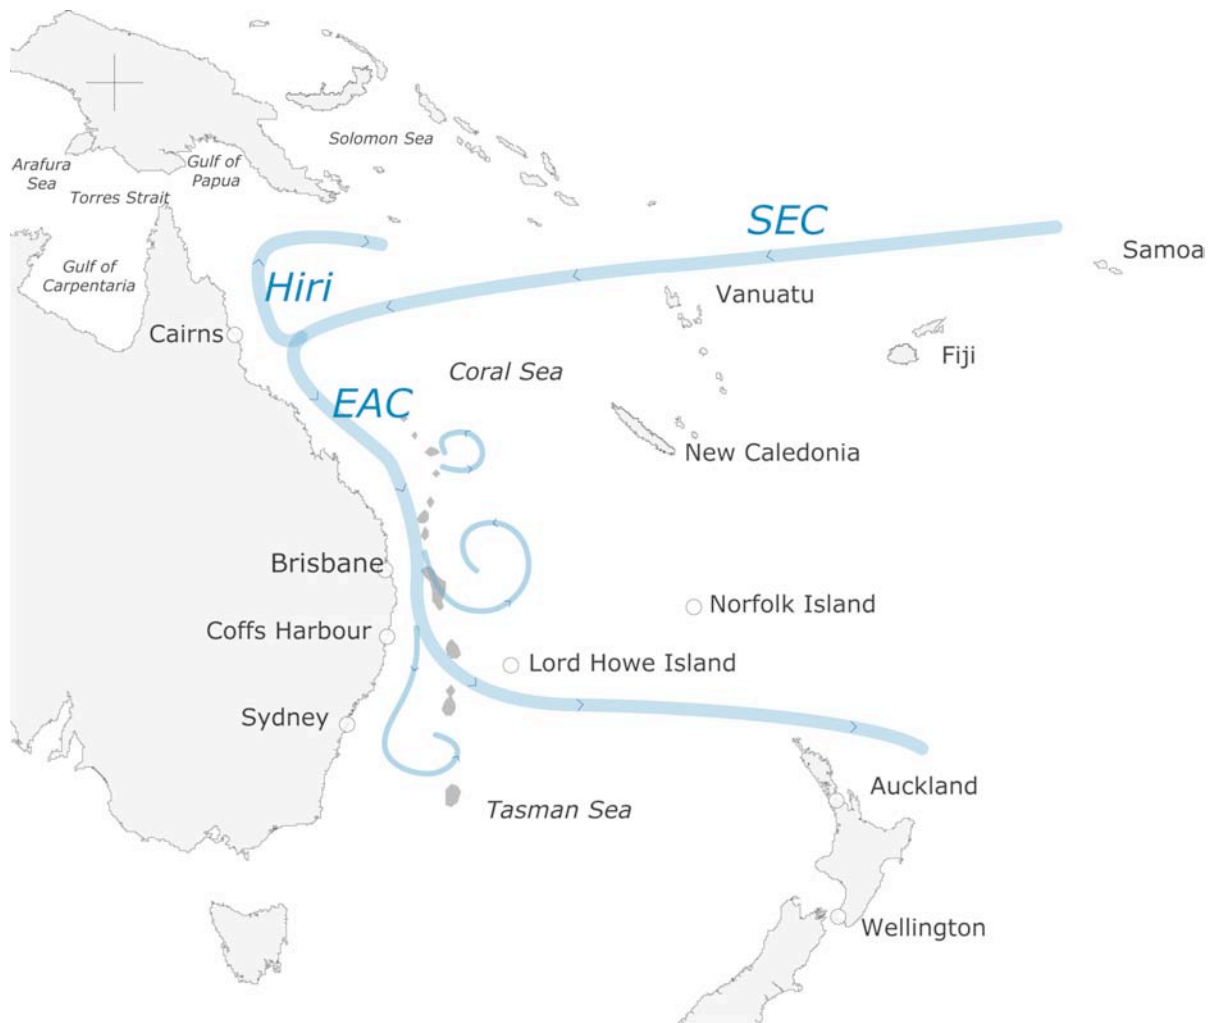 Solomon Sea
Arafura
Sea
Gulf of
Papua
Torres Strait
SEC
Samoa
Gulf of
Carpentaria
Hiri
Vanuatu
Cairns
Fiji
Coral Sea
EAC
New Caledonia
Brisbane
Norfolk Island
Coffs Harbour
Lord Howe Island
Sydney
Auckland
Tasman Sea
Wellington